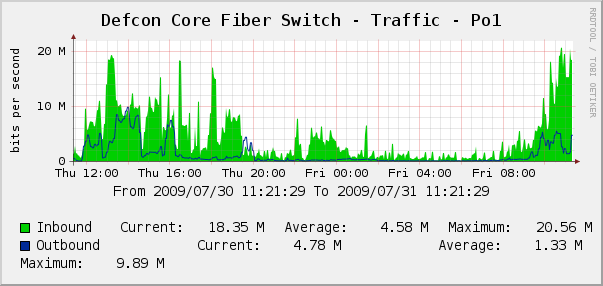 Defcon Core Fiber Switch - Traffic - Po1
RRDTOOL / TOBI OETIKER
bits per second
20 M
10 M
0
Thu 12:00 Thu 16:00 Thu 20:00 Fri 00:00 Fri 04:00 Fri 08:00
From 2009/07/30 11:21:29 To 2009/07/31 11:21:29
Inbound Current: 18.35 M Average: 4.58 M Maximum: 20.56 M
Outbound Current: 4.78 M Average: 1.33 M
Maximum: 9.89 M